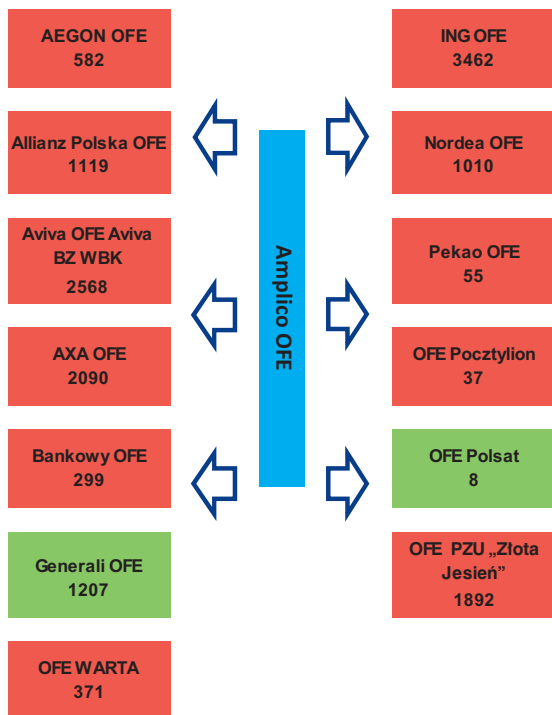 AEGON OFE
582
Allianz Polska OFE
1119
Aviva OFE Aviva
BZ WBK
2568
AXA OFE
2090
Bankowy OFE
299
Generali OFE
1207
OFE WARTA
371
Amplico OFE
ING OFE
3462
Nordea OFE
1010
Pekao OFE
55
OFE Pocztylion
37
OFE Polsat
8
OFE PZU „Złota
Jesień”
1892